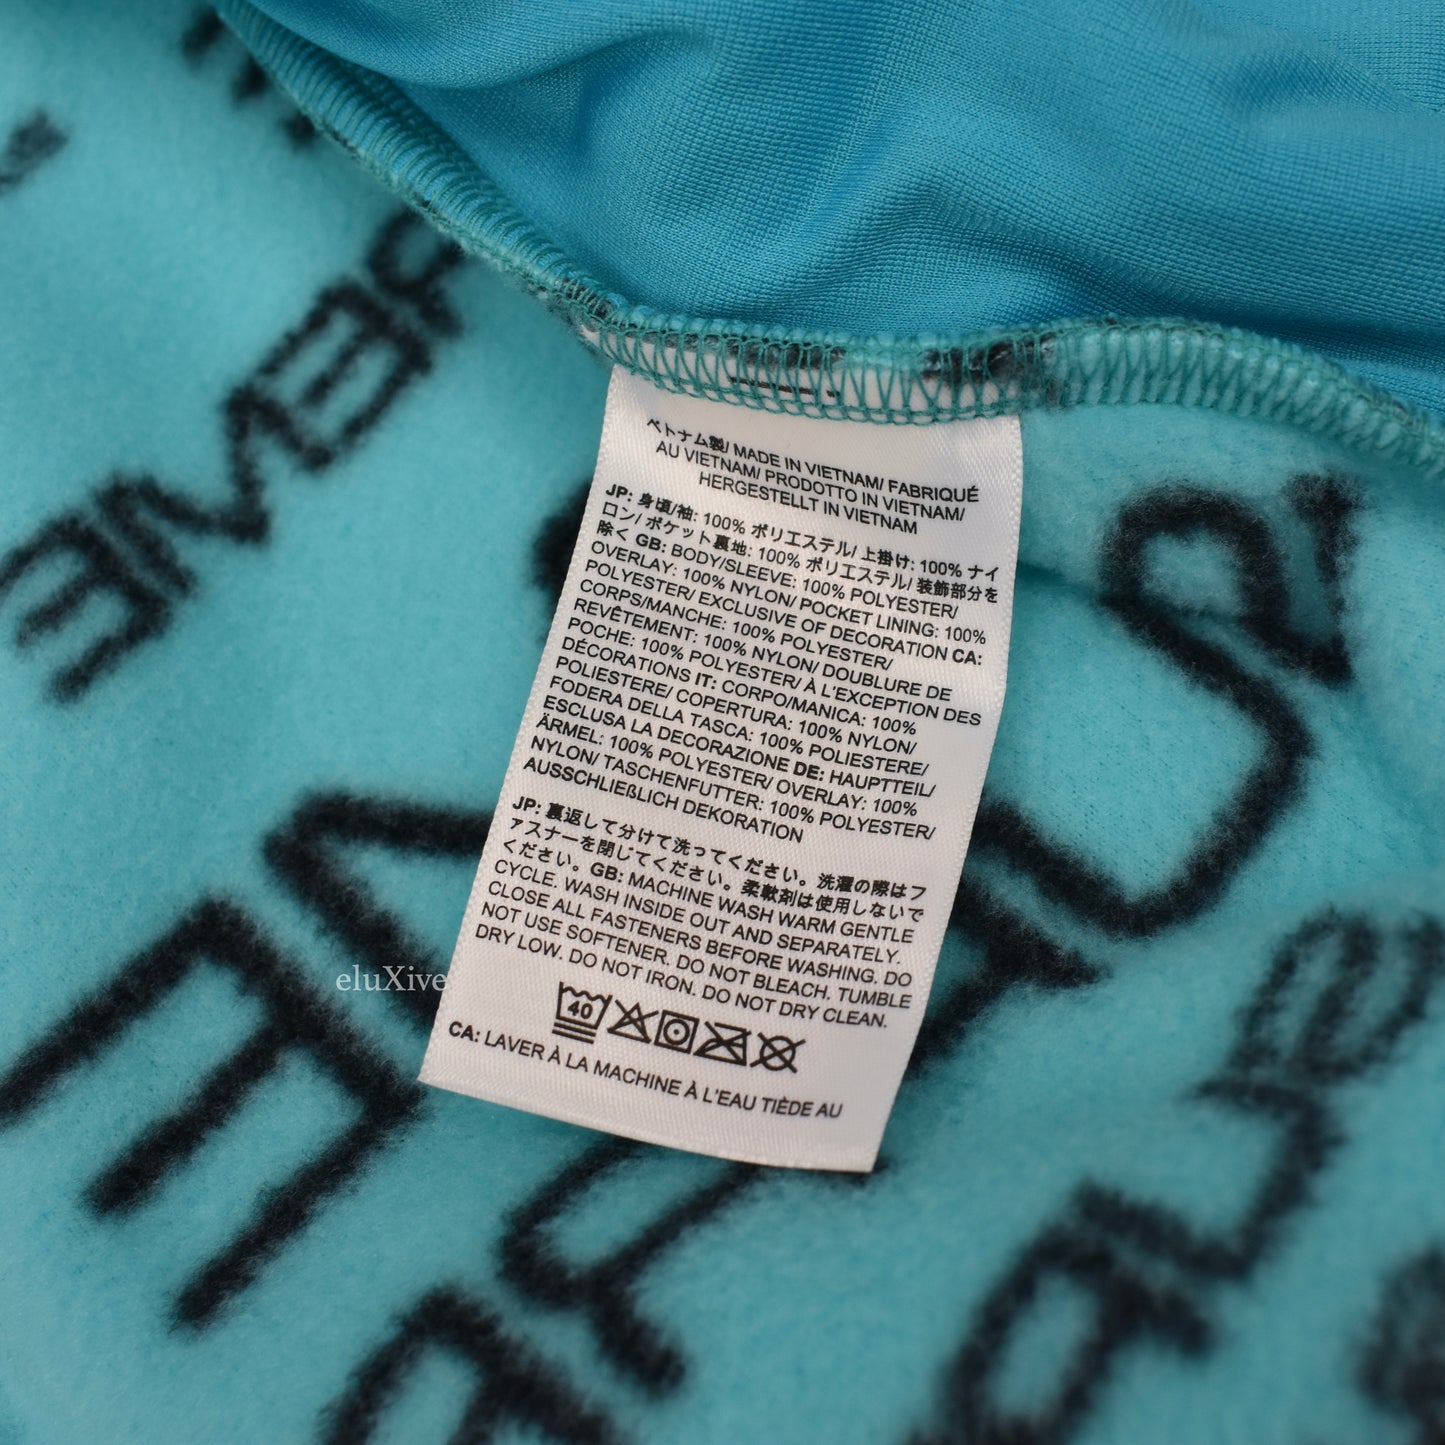 ベトナム製/ MADE IN VIETNAM/ FABRIQUÉ
AU VIETNAM/ PRODOTTO IN VIETNAM/
HERGESTELLT IN VIETNAM
JP: 身頃/袖: 100% ポリエステル/ 上掛け: 100% ナイ
ロン/ ポケット裏地: 100% ポリエステル/ 装飾部分を
除く GB: BODY/SLEEVE: 100% POLYESTER/
OVERLAY: 100% NYLON/ POCKET LINING: 100%
POLYESTER/ EXCLUSIVE OF DECORATION CA:
CORPS/MANCHE: 100% POLYESTER/
REVÊTEMENT: 100% NYLON/ DOUBLURE DE
POCHE: 100% POLYESTER/ À L'EXCEPTION DES
DÉCORATIONS IT: CORPO/MANICA: 100%
POLIESTERE/ COPERTURA: 100% NYLON/
FODERA DELLA TASCA: 100% POLIESTERE/
ESCLUSA LA DECORAZIONE DE: HAUPTTEIL/
ÄRMEL: 100% POLYESTER/ OVERLAY: 100%
NYLON/ TASCHENFUTTER: 100% POLYESTER/
AUSSCHLIEßLICH DEKORATION
JP: 裏返して分けて洗ってください。洗濯の際はフ
ァスナーを閉じてください。柔軟剤は使用しないで
ください。GB: MACHINE WASH WARM GENTLE
CYCLE. WASH INSIDE OUT AND SEPARATELY.
CLOSE ALL FASTENERS BEFORE WASHING. DO
NOT USE SOFTENER. DO NOT BLEACH. TUMBLE
DRY LOW. DO NOT IRON. DO NOT DRY CLEAN.
40
CA: LAVER À LA MACHINE À L'EAU TIÈDE AU
eluXive